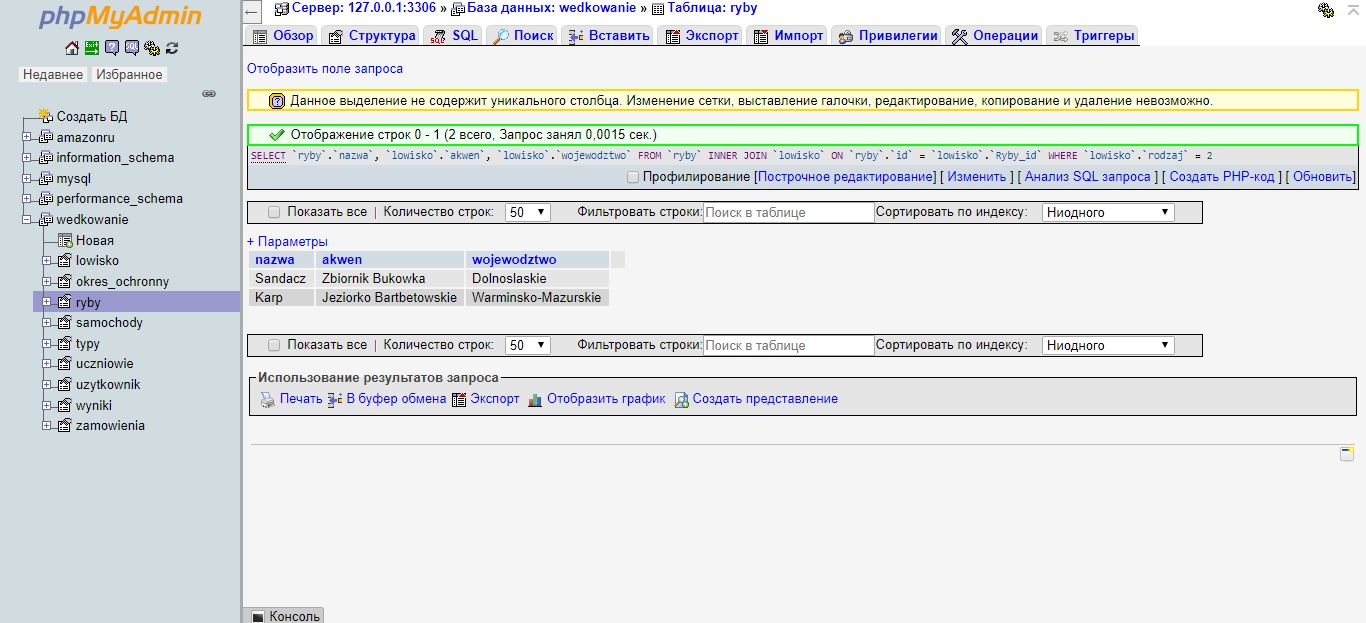 phpMyAdmin
Недавнее Избранное
Создать БД
amazonru
information_schema
mysql
performance_schema
wedkowanie
Новая
lowisko
okres_ochronny
ryby
samochody
typy
uczniowie
uzytkownik
wyniki
zamowienia
Сервер: 127.0.0.1:3306 » База данных: wedkowanie » Таблица: ryby
Обзор Структура SQL Поиск Вставить Экспорт Импорт Привилегии Операции Триггеры
Отобразить поле запроса
Данное выделение не содержит уникального столбца. Изменение сетки, выставление галочки, редактирование, копирование и удаление невозможно.
Отображение строк 0 - 1 (2 всего, Запрос занял 0,0015 сек.)
SELECT `ryby`.`nazwa`, `lowisko`.`akwen`, `lowisko`.`wojewodztwo` FROM `ryby` INNER JOIN `lowisko` ON `ryby`.`id` = `lowisko`.`Ryby_id` WHERE `lowisko`.`rodzaj` = 2
Профилирование [Построчное редактирование] [ Изменить ] [ Анализ SQL запроса ] [ Создать PHP-код ] [ Обновить]
Показать все | Количество строк: 50 Фильтровать строки: Поиск в таблице Сортировать по индексу: Ниодного
+ Параметры
nazwa akwen wojewodztwo
Sandacz Zbiornik Bukowka Dolnoslaskie
Karp Jeziorko Bartbetowskie Warminsko-Mazurskie
Показать все | Количество строк: 50 Фильтровать строки: Поиск в таблице Сортировать по индексу: Ниодного
Использование результатов запроса
Печать В буфер обмена Экспорт Отобразить график Создать представление
Консоль